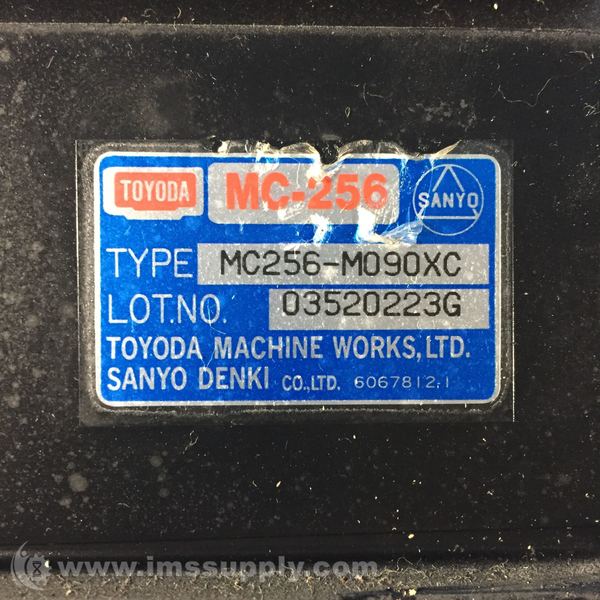 TOYODA MC-256 SANYO
TYPE MC256-M090XC
LOT.NO. 03520223G
TOYODA MACHINE WORKS, LTD.
SANYO DENKI CO., LTD. 6067812.1
www.imssupply.com